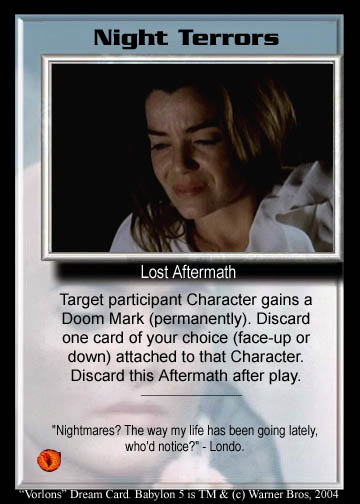 Night Terrors
Lost Aftermath
Target participant Character gains a
Doom Mark (permanently). Discard
one card of your choice (face-up or
down) attached to that Character.
Discard this Aftermath after play.
"Nightmares? The way my life has been going lately,
who'd notice?" - Londo.
“Vorlons” Dream Card. Babylon 5 is TM & (c) Warner Bros, 2004